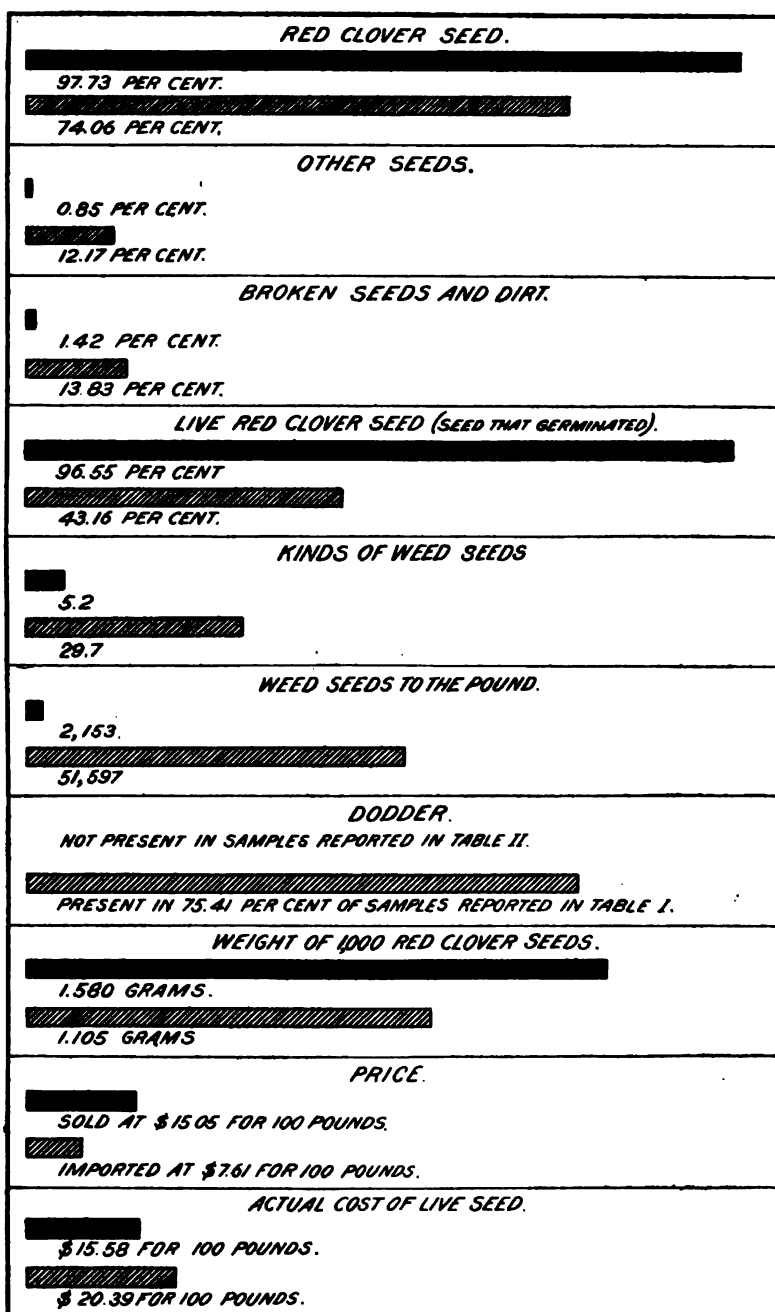 RED CLOVER SEED.
97.73 PER CENT.
74.06 PER CENT.
OTHER SEEDS.
0.85 PER CENT.
12.17 PER CENT.
BROKEN SEEDS AND DIRT.
1.42 PER CENT.
13.83 PER CENT.
LIVE RED CLOVER SEED (SEED THAT GERMINATED).
96.55 PER CENT
43.16 PER CENT.
KINDS OF WEED SEEDS
5.2
29.7
WEED SEEDS TO THE POUND.
2,153.
51,597
DODDER.
NOT PRESENT IN SAMPLES REPORTED IN TABLE II.
PRESENT IN 75.41 PER CENT OF SAMPLES REPORTED IN TABLE I.
WEIGHT OF 1,000 RED CLOVER SEEDS.
1.580 GRAMS.
1.105 GRAMS
PRICE.
SOLD AT $15.05 FOR 100 POUNDS.
IMPORTED AT $7.61 FOR 100 POUNDS.
ACTUAL COST OF LIVE SEED.
$15.58 FOR 100 POUNDS.
$20.39 FOR 100 POUNDS.